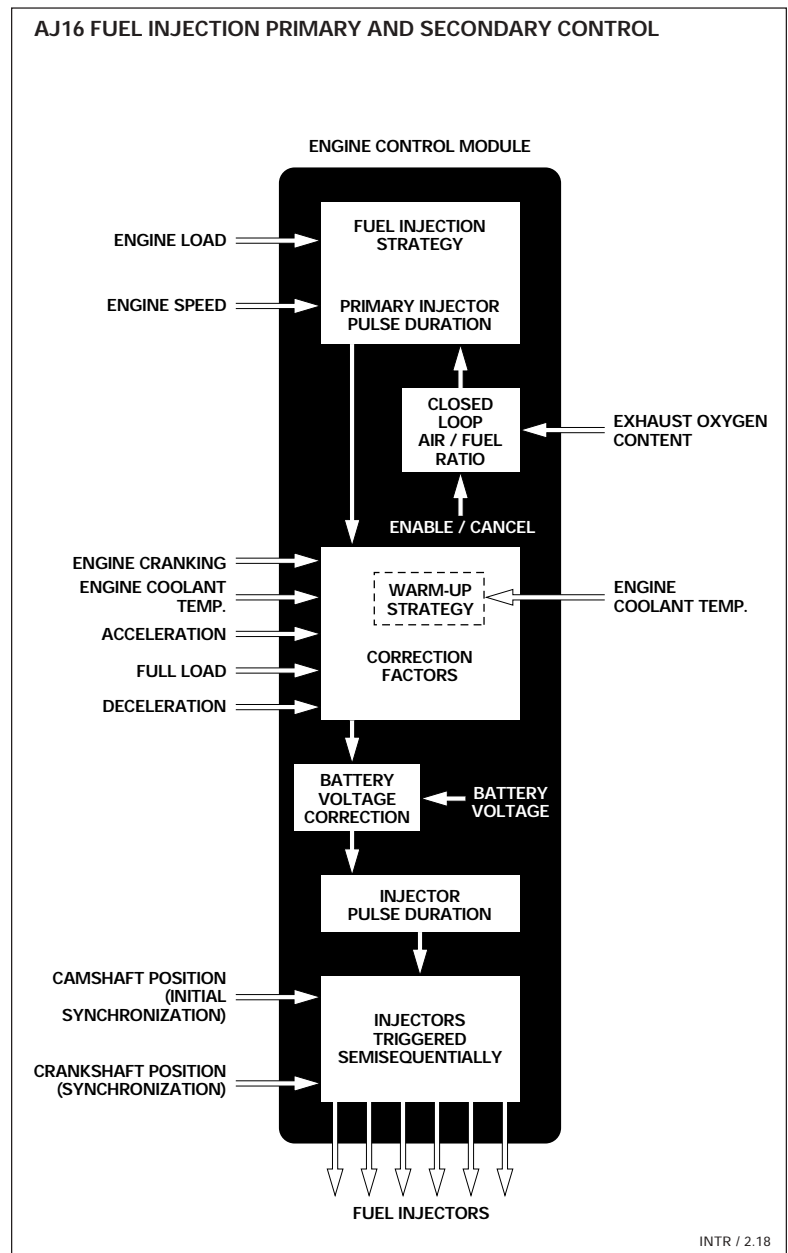 AJ16 FUEL INJECTION PRIMARY AND SECONDARY CONTROL
ENGINE CONTROL MODULE
ENGINE LOAD
FUEL INJECTION
STRATEGY
ENGINE SPEED
PRIMARY INJECTOR
PULSE DURATION
CLOSED
LOOP
AIR / FUEL
RATIO
EXHAUST OXYGEN
CONTENT
ENABLE / CANCEL
ENGINE CRANKING
ENGINE COOLANT
TEMP.
ACCELERATION
FULL LOAD
DECELERATION
WARM-UP
STRATEGY
ENGINE
COOLANT TEMP.
CORRECTION
FACTORS
BATTERY
VOLTAGE
CORRECTION
BATTERY
VOLTAGE
INJECTOR
PULSE DURATION
CAMSHAFT POSITION
(INITIAL
SYNCHRONIZATION)
INJECTORS
TRIGGERED
SEMISEQUENTIALLY
CRANKSHAFT POSITION
(SYNCHRONIZATION)
FUEL INJECTORS
INTR / 2.18